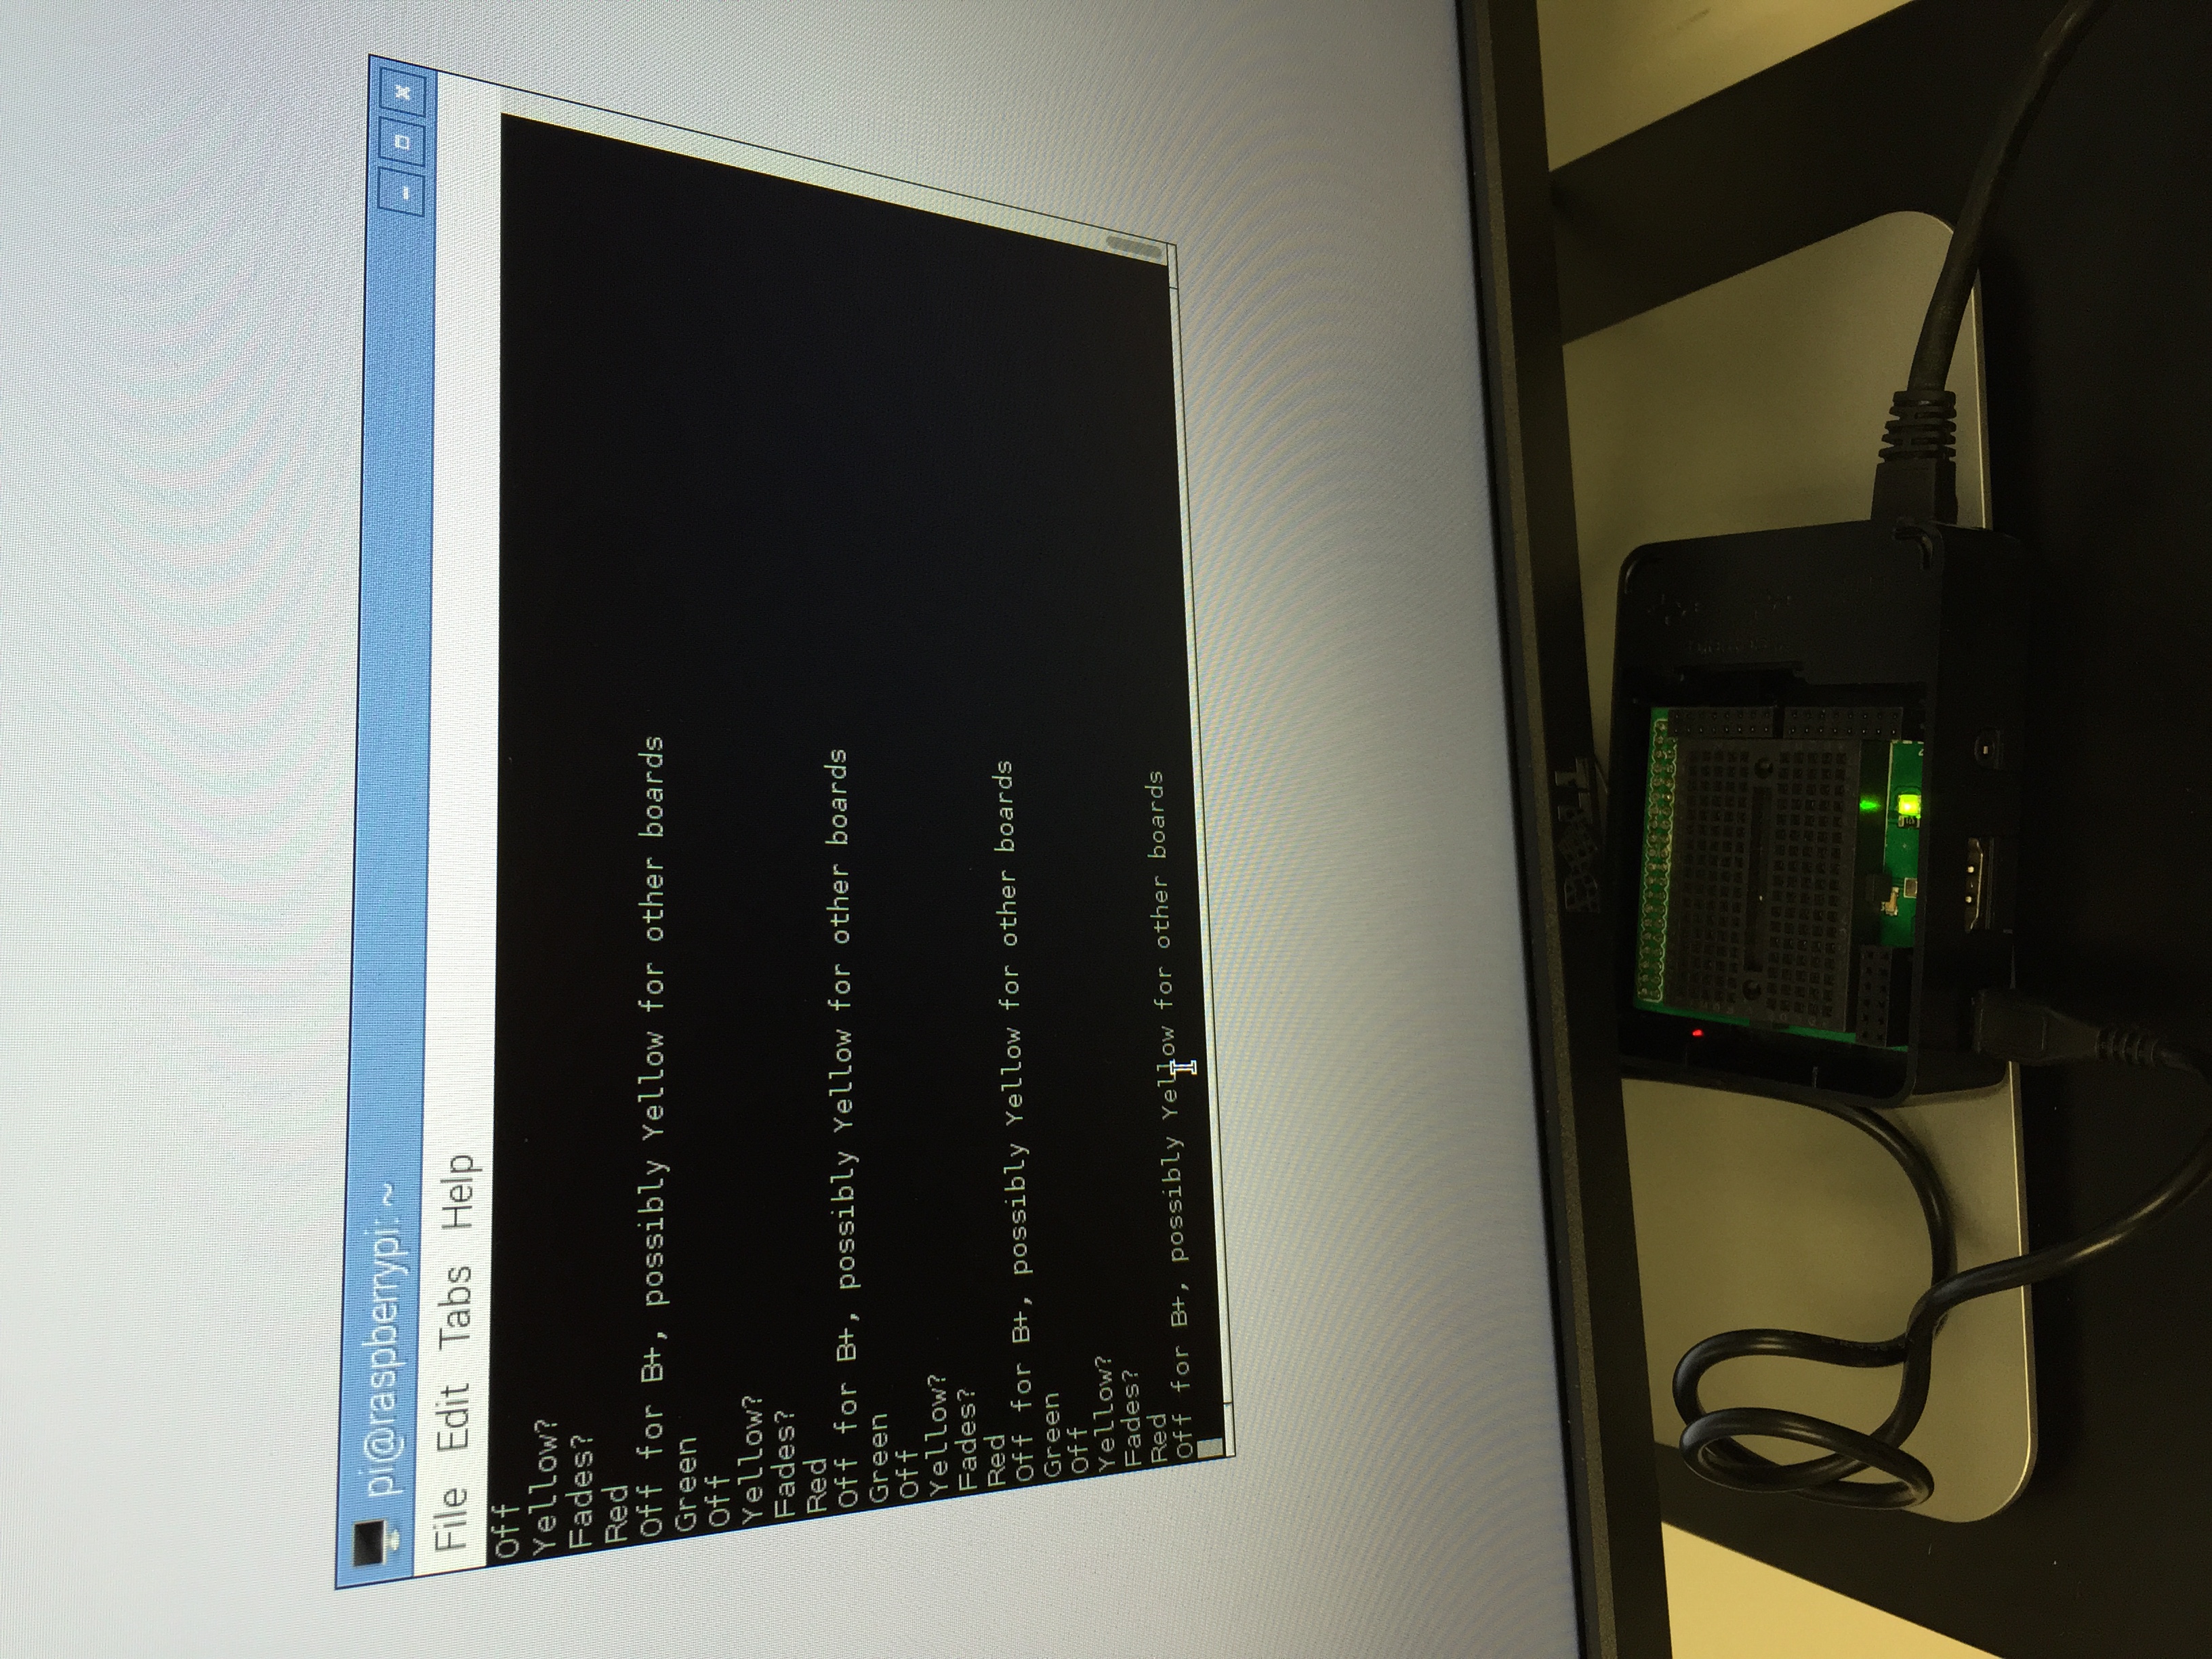 pi@raspberrypi: ~
File Edit Tabs Help
Off
Yellow?
Fades?
Red
Off for B+, possibly Yellow for other boards
Green
Off
Yellow?
Fades?
Red
Off for B+, possibly Yellow for other boards
Green
Off
Yellow?
Fades?
Red
Off for B+, possibly Yellow for other boards
Green
Off
Yellow?
Fades?
Red
Off for B+, possibly Yellow for other boards
DELL